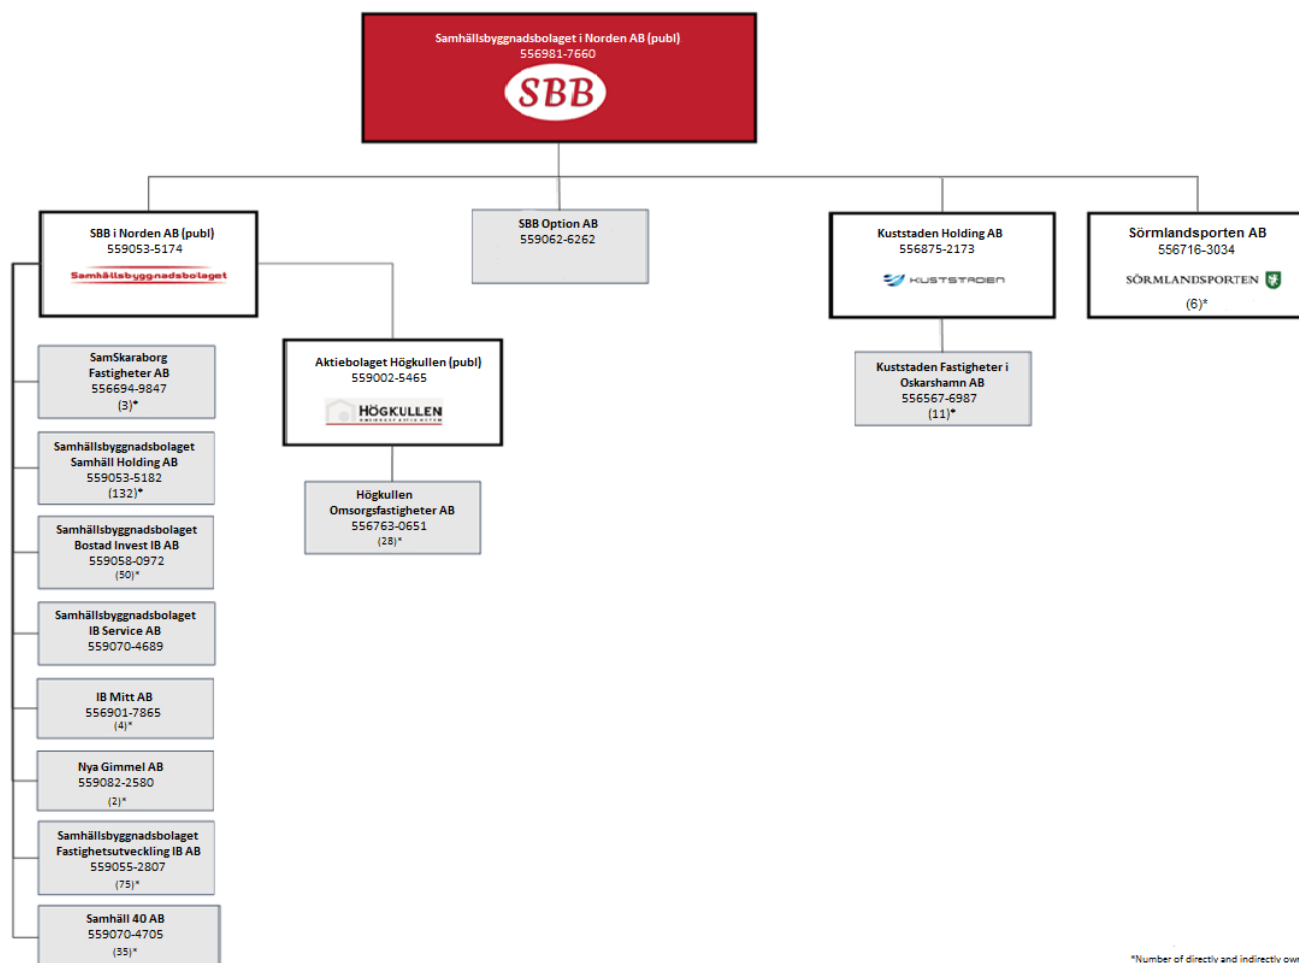 Samhällsbyggnadsbolaget i Norden AB (publ)
556981-7660
SBB
SBB i Norden AB (publ)
559053-5174
Samhällsbyggnadsbolaget
SBB Option AB
559062-6262
Kuststaden Holding AB
556875-2173
KUSTSTADEN
Sörmlandsporten AB
556716-3034
SÖRMLANDSPORTEN
(6)*
SamSkaraborg
Fastigheter AB
556694-9847
(3)*
Aktiebolaget Högkullen (publ)
559002-5465
HÖGKULLEN
Kuststaden Fastigheter i
Oskarshamn AB
556567-6987
(11)*
Samhällsbyggnadsbolaget
Samhäll Holding AB
559053-5182
(132)*
Högkullen
Omsorgsfastigheter AB
556763-0651
(28)*
Samhällsbyggnadsbolaget
Bostad Invest IB AB
559058-0972
(50)*
Samhällsbyggnadsbolaget
IB Service AB
559070-4689
IB Mitt AB
556901-7865
(4)*
Nya Gimmel AB
559082-2580
(2)*
Samhällsbyggnadsbolaget
Fastighetsutveckling IB AB
559055-2807
(75)*
Samhäll 40 AB
559070-4705
(35)*
*Number of directly and indirectly own